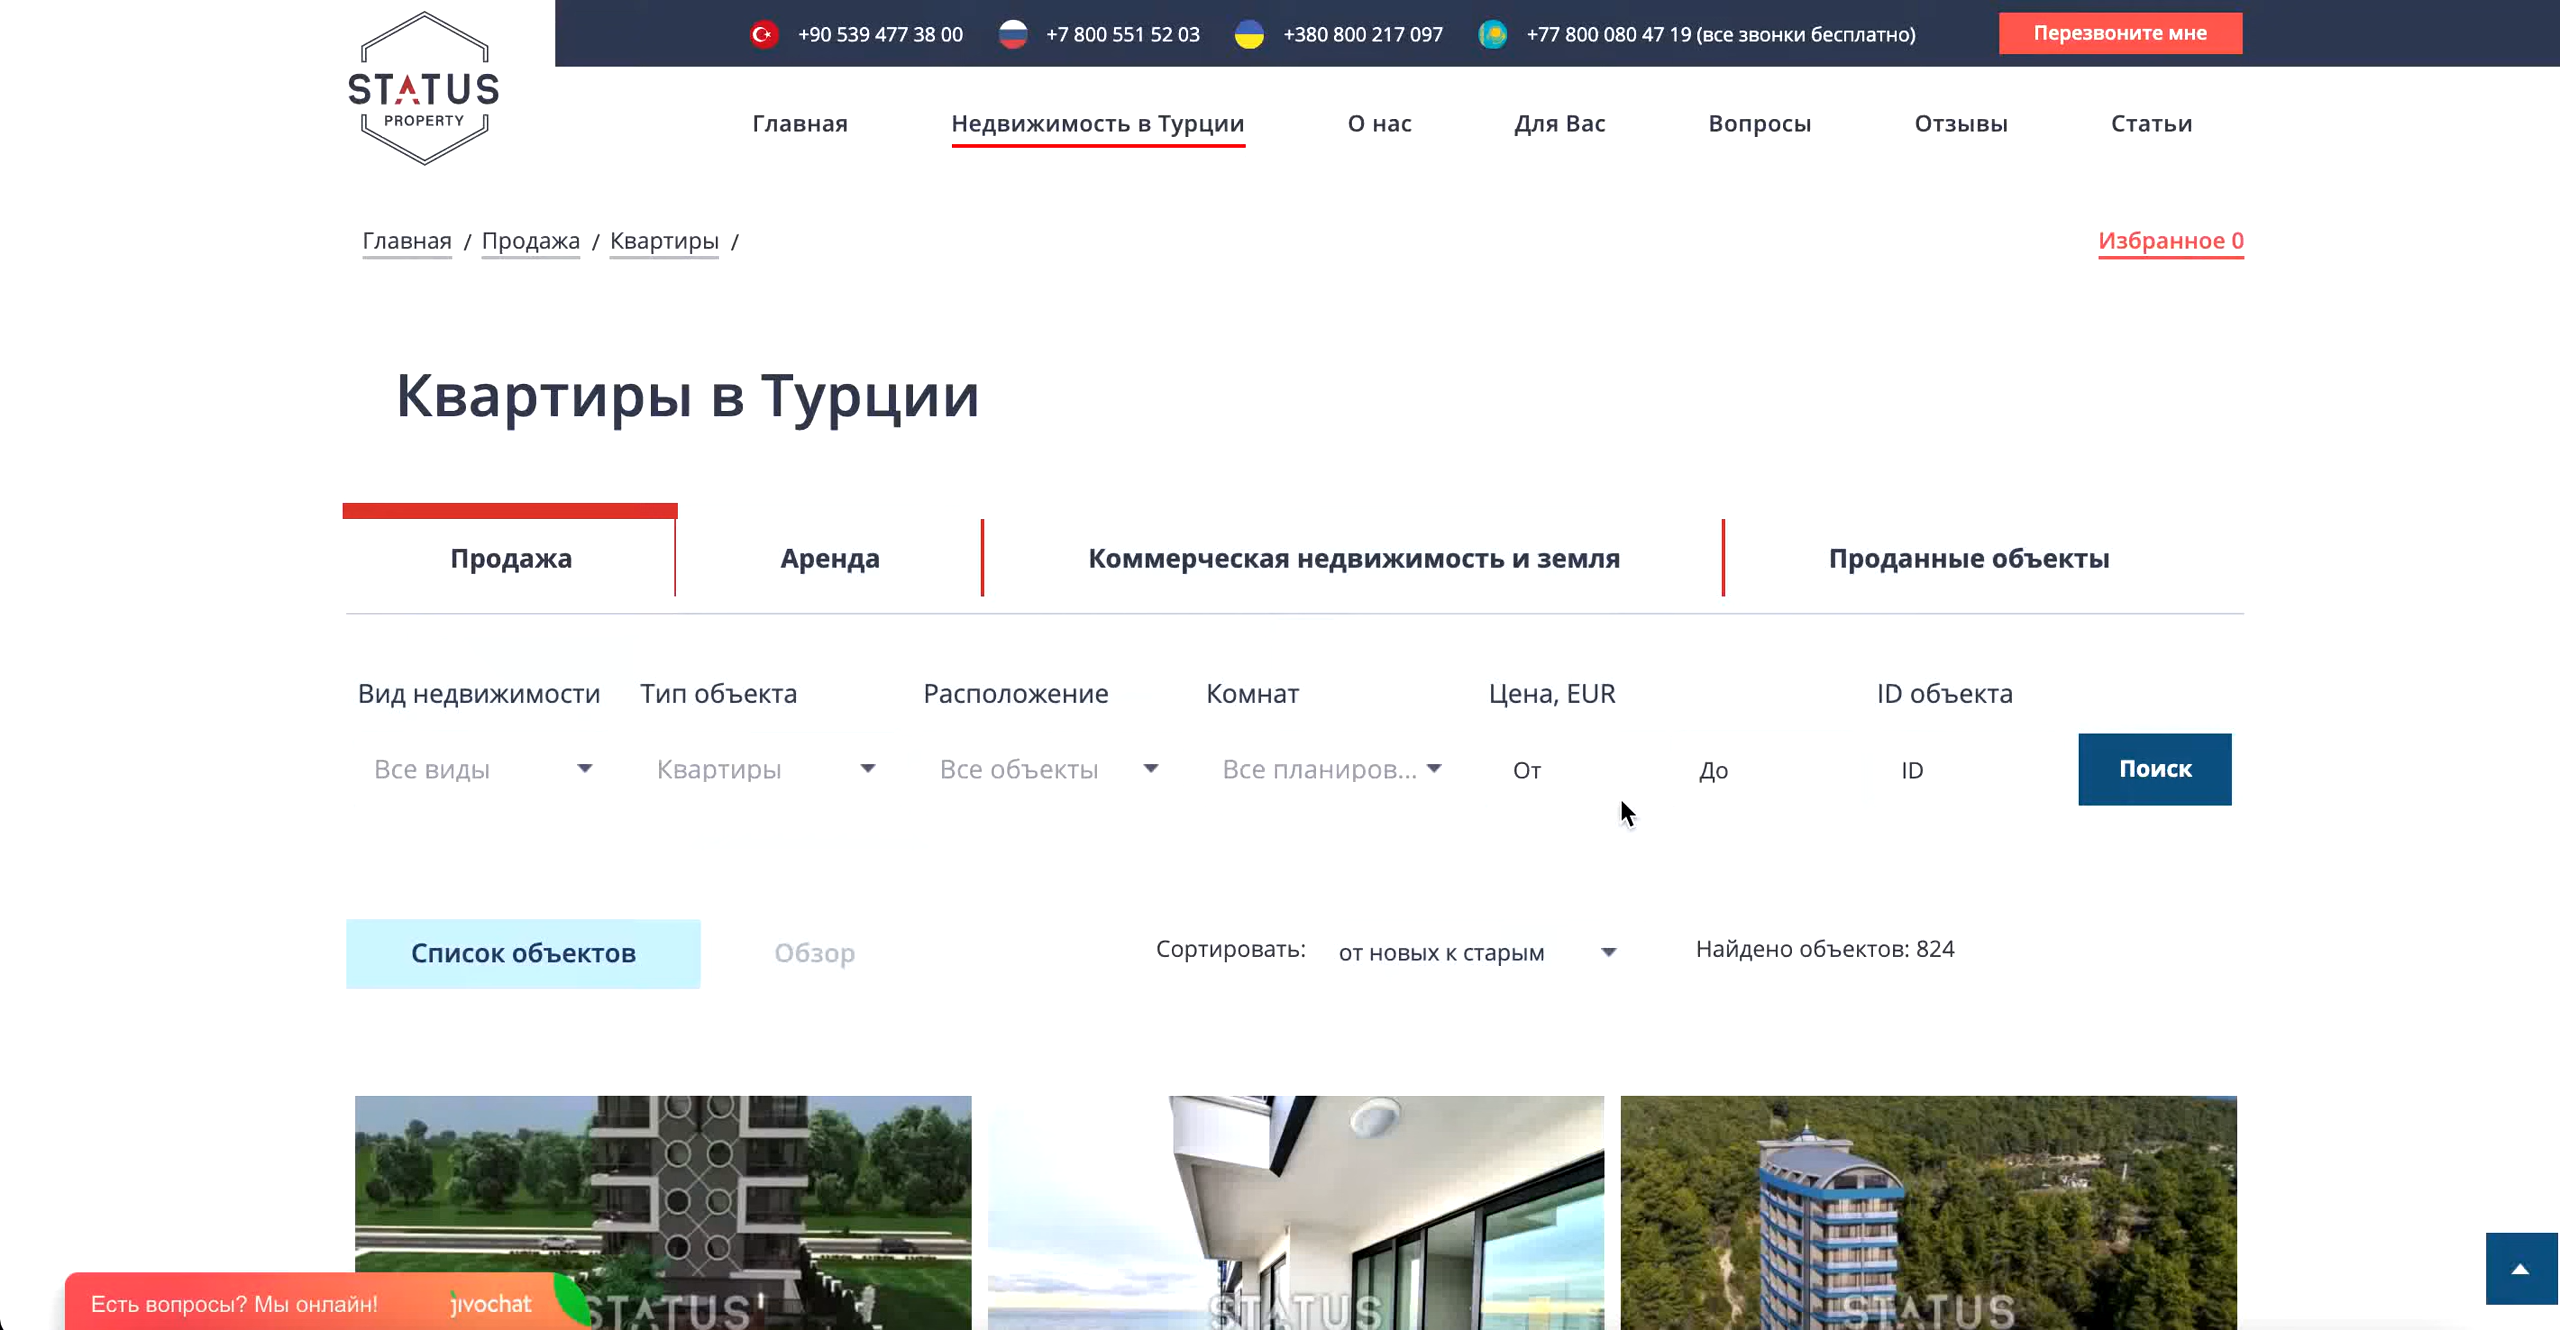 STATUS
PROPERTY
+90 539 477 38 00
+7 800 551 52 03
+380 800 217 097
+77 800 080 47 19 (все звонки бесплатно)
Перезвоните мне
Главная
Недвижимость в Турции
О нас
Для Вас
Вопросы
Отзывы
Статьи
Главная / Продажа / Квартиры /
Избранное 0
Квартиры в Турции
Продажа
Аренда
Коммерческая недвижимость и земля
Проданные объекты
Вид недвижимости
Тип объекта
Расположение
Комнат
Цена, EUR
ID объекта
Все виды
Квартиры
Все объекты
Все планиров...
От
До
ID
Поиск
Список объектов
Обзор
Сортировать:
от новых к старым
Найдено объектов: 824
STATUS
STATUS
STATUS
Есть вопросы? Мы онлайн!
jivochat